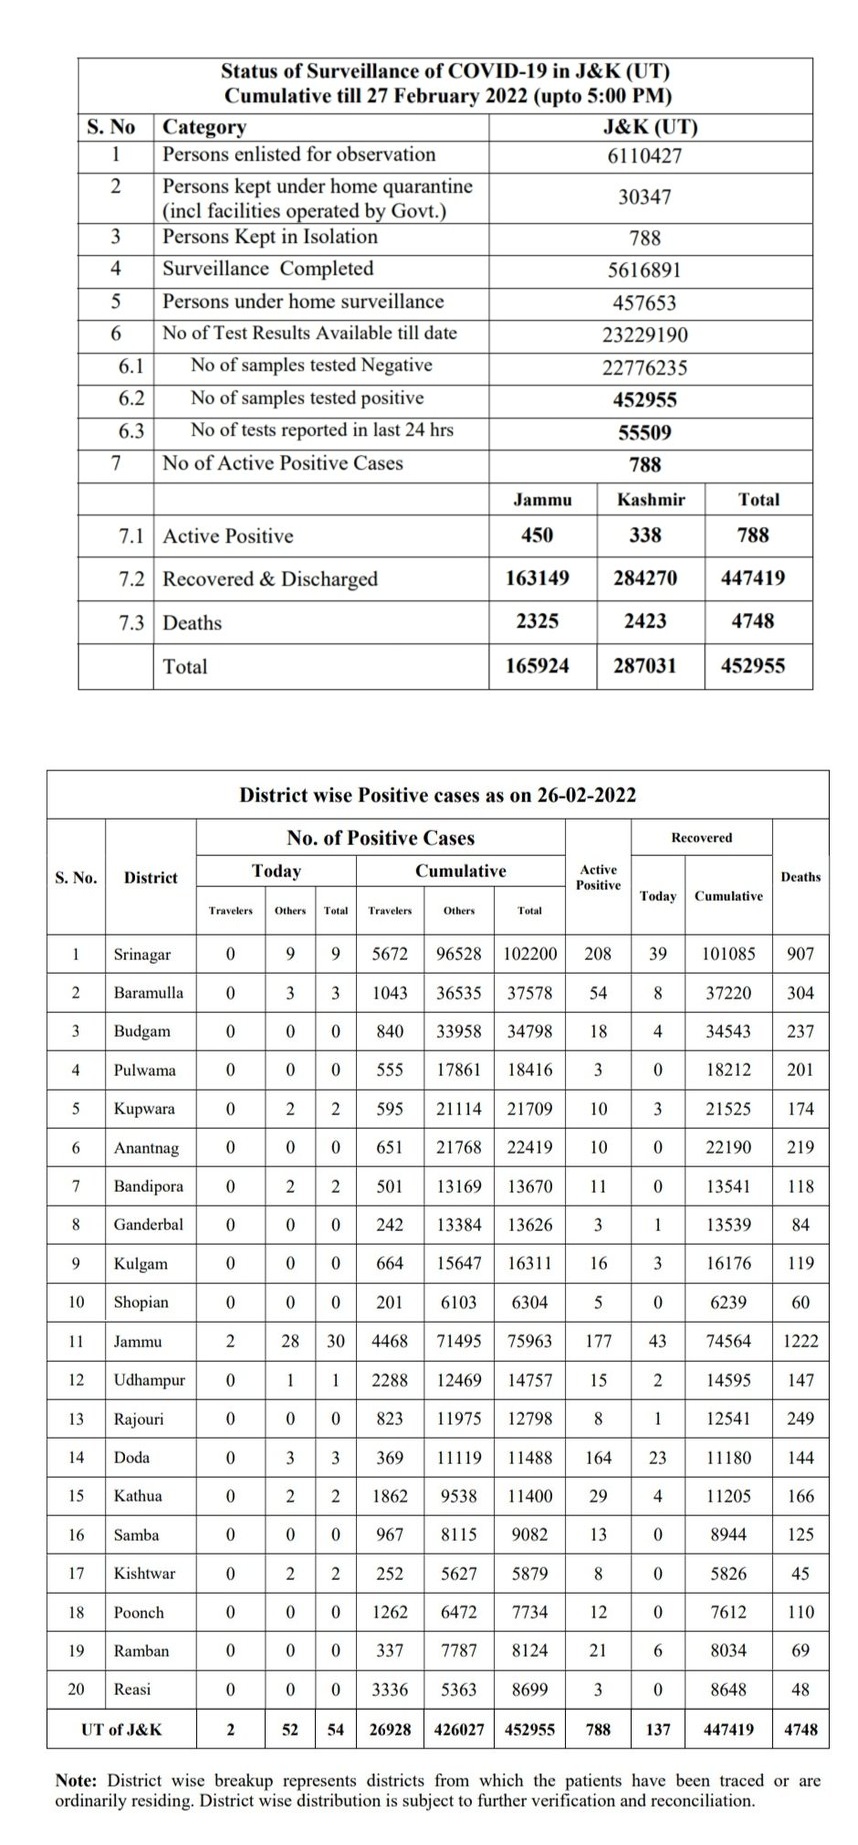 Status of Surveillance of COVID-19 in J&K (UT)
Cumulative till 27 February 2022 (upto 5:00 PM)
S. No Category J&K (UT)
1 Persons enlisted for observation 6110427
2 Persons kept under home quarantine
(incl facilities operated by Govt.) 30347
3 Persons Kept in Isolation 788
4 Surveillance Completed 5616891
5 Persons under home surveillance 457653
6 No of Test Results Available till date 23229190
6.1 No of samples tested Negative 22776235
6.2 No of samples tested positive 452955
6.3 No of tests reported in last 24 hrs 55509
7 No of Active Positive Cases 788
Jammu Kashmir Total
7.1 Active Positive 450 338 788
7.2 Recovered & Discharged 163149 284270 447419
7.3 Deaths 2325 2423 4748
Total 165924 287031 452955
District wise Positive cases as on 26-02-2022
S. No. District No. of Positive Cases Active Positive Recovered Deaths
Today Cumulative Today Cumulative
Travelers Others Total Travelers Others Total
1 Srinagar 0 9 9 5672 96528 102200 208 39 101085 907
2 Baramulla 0 3 3 1043 36535 37578 54 8 37220 304
3 Budgam 0 0 0 840 33958 34798 18 4 34543 237
4 Pulwama 0 0 0 555 17861 18416 3 0 18212 201
5 Kupwara 0 2 2 595 21114 21709 10 3 21525 174
6 Anantnag 0 0 0 651 21768 22419 10 0 22190 219
7 Bandipora 0 2 2 501 13169 13670 11 0 13541 118
8 Ganderbal 0 0 0 242 13384 13626 3 1 13539 84
9 Kulgam 0 0 0 664 15647 16311 16 3 16176 119
10 Shopian 0 0 0 201 6103 6304 5 0 6239 60
11 Jammu 2 28 30 4468 71495 75963 177 43 74564 1222
12 Udhampur 0 1 1 2288 12469 14757 15 2 14595 147
13 Rajouri 0 0 0 823 11975 12798 8 1 12541 249
14 Doda 0 3 3 369 11119 11488 164 23 11180 144
15 Kathua 0 2 2 1862 9538 11400 29 4 11205 166
16 Samba 0 0 0 967 8115 9082 13 0 8944 125
17 Kishtwar 0 2 2 252 5627 5879 8 0 5826 45
18 Poonch 0 0 0 1262 6472 7734 12 0 7612 110
19 Ramban 0 0 0 337 7787 8124 21 6 8034 69
20 Reasi 0 0 0 3336 5363 8699 3 0 8648 48
UT of J&K 2 52 54 26928 426027 452955 788 137 447419 4748
Note: District wise breakup represents districts from which the patients have been traced or are
ordinarily residing. District wise distribution is subject to further verification and reconciliation.